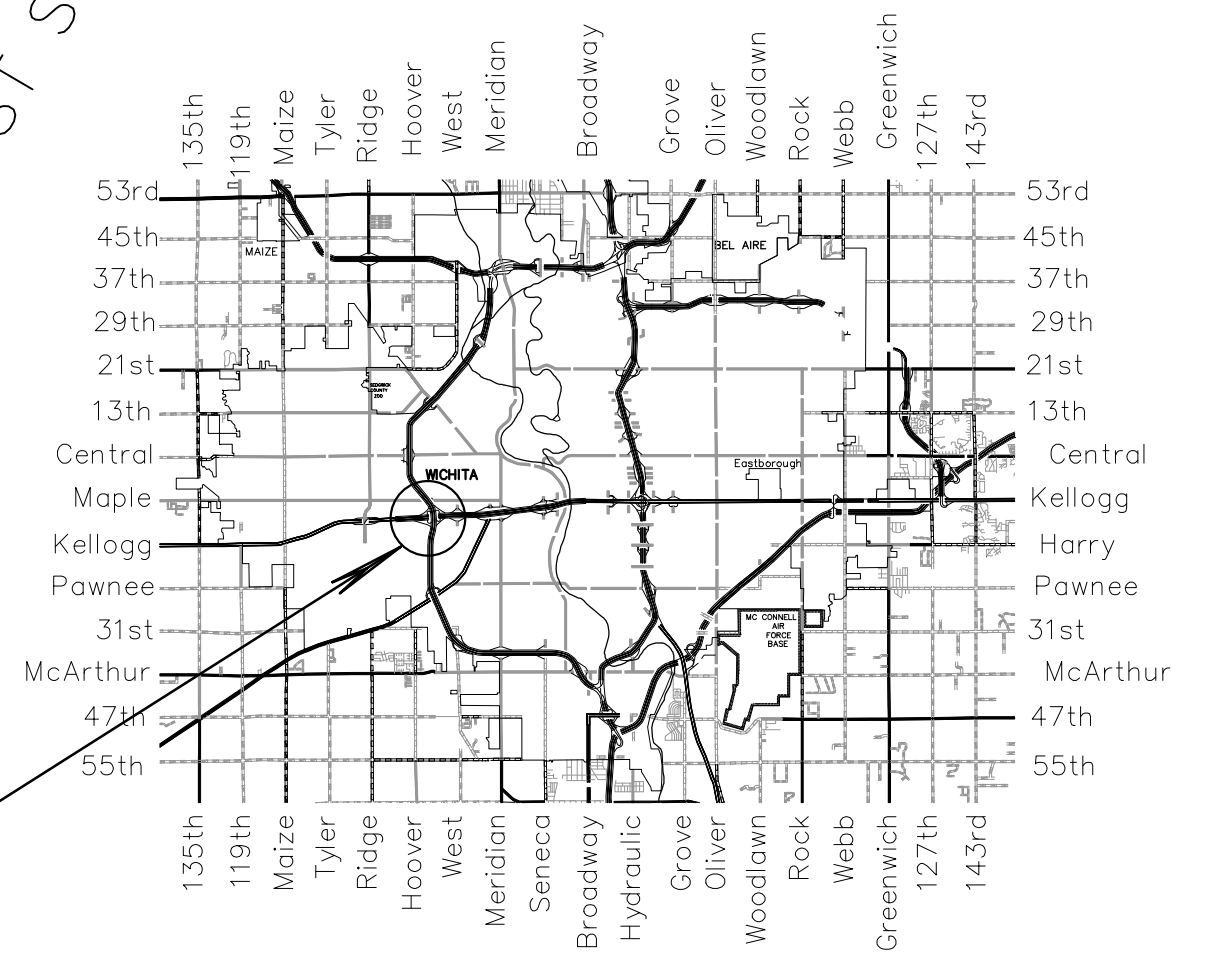 135th
119th
Maize
Tyler
Ridge
Hoover
West
Meridian
Broadway
Grove
Oliver
Woodlawn
Rock
Webb
Greenwich
127th
143rd
53rd
45th
37th
29th
21st
13th
Central
Maple
Kellogg
Pawnee
31st
McArthur
47th
55th
MAIZE
BEL AIRE
SEDGWICK
COUNTY
ZOO
WICHITA
Eastborough
MC CONNELL
AIR
FORCE
BASE
53rd
45th
37th
29th
21st
13th
Central
Kellogg
Harry
Pawnee
31st
McArthur
47th
55th
135th
119th
Maize
Tyler
Ridge
Hoover
West
Meridian
Seneca
Broadway
Hydraulic
Grove
Oliver
Woodlawn
Rock
Webb
Greenwich
127th
143rd